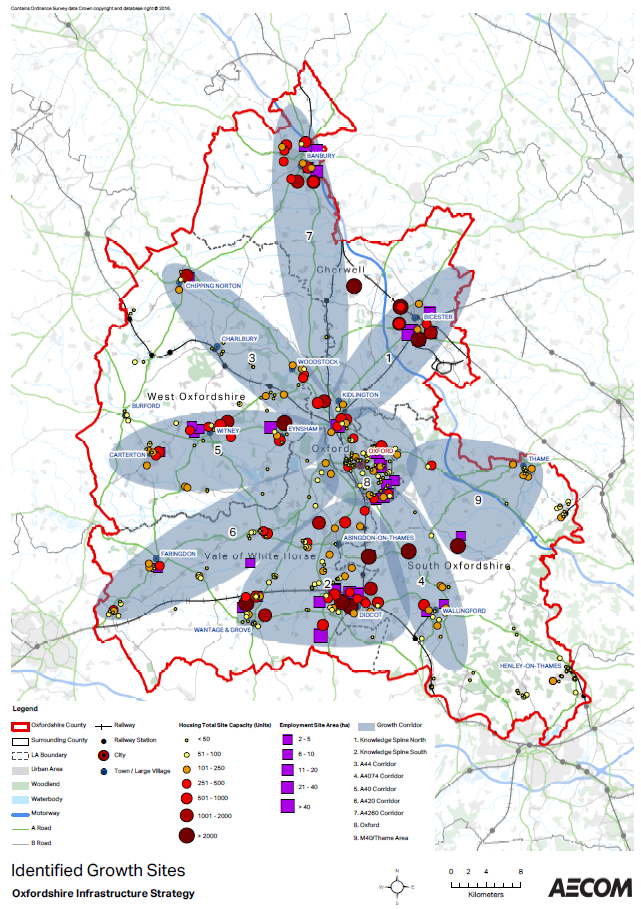 Contains Ordnance Survey data Crown copyright and database right © 2016.
BANBURY
7
Cherwell
CHIPPING NORTON
BICESTER
CHARLBURY
3
1
WOODSTOCK
West Oxfordshire
KIDLINGTON
BURFORD
WITNEY
EYNSHAM
Oxford
OXFORD
CARTERTON
5
THAME
8
9
6
ABINGDON-ON-THAMES
FARINGDON
Vale of White Horse
South Oxfordshire
2
4
WALLINGFORD
DIDCOT
WANTAGE & GROVE
HENLEY-ON-THAMES
Legend
Oxfordshire County
Surrounding County
LA Boundary
Urban Area
Woodland
Waterbody
Motorway
A Road
B Road
Railway
Railway Station
City
Town / Large Village
Housing Total Site Capacity (Units)
< 50
51 - 100
101 - 250
251 - 500
501 - 1000
1001 - 2000
> 2000
Employment Site Area (ha)
2 - 5
6 - 10
11 - 20
21 - 40
> 40
Growth Corridor
1. Knowledge Spine North
2. Knowledge Spine South
3. A44 Corridor
4. A4074 Corridor
5. A40 Corridor
6. A420 Corridor
7. A4260 Corridor
8. Oxford
9. M40/Thame Area
Identified Growth Sites
Oxfordshire Infrastructure Strategy
N
W
E
S
0 2 4 8
Kilometers
AECOM